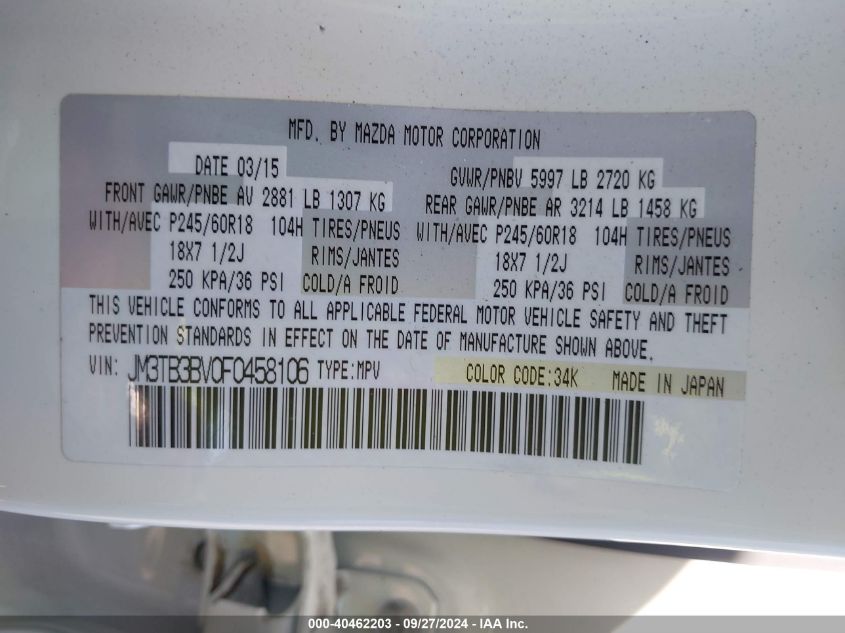 MFD. BY MAZDA MOTOR CORPORATION
DATE 03/15 GVWR/PNBV 5997 LB 2720 KG
FRONT GAWR/PNBE AV 2881 LB 1307 KG REAR GAWR/PNBE AR 3214 LB 1458 KG
WITH/AVEC P245/60R18 104H TIRES/PNEUS WITH/AVEC P245/60R18 104H TIRES/PNEUS
18X7 1/2J RIMS/JANTES 18X7 1/2J RIMS/JANTES
250 KPA/36 PSI COLD/A FROID 250 KPA/36 PSI COLD/A FROID
THIS VEHICLE CONFORMS TO ALL APPLICABLE FEDERAL MOTOR VEHICLE SAFETY AND THEFT
PREVENTION STANDARDS IN EFFECT ON THE DATE OF MANUFACTURE SHOWN ABOVE.
VIN: JM3TB3BV0F0458106 TYPE:MPV COLOR CODE:34K MADE IN JAPAN
000-40462203 - 09/27/2024 - IAA Inc.